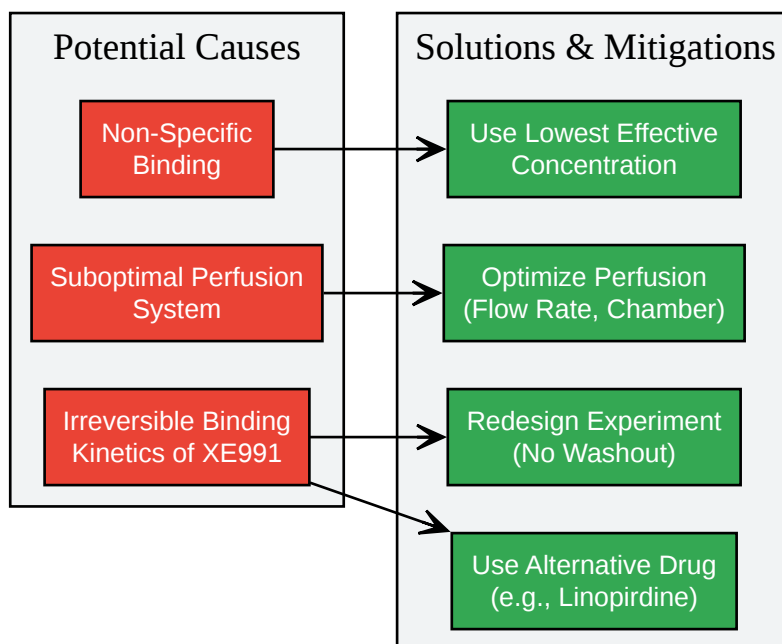 Potential Causes
Non-Specific
Binding
Suboptimal Perfusion
System
Irreversible Binding
Kinetics of XE991
Solutions & Mitigations
Use Lowest Effective
Concentration
Optimize Perfusion
(Flow Rate, Chamber)
Redesign Experiment
(No Washout)
Use Alternative Drug
(e.g., Linopirdine)